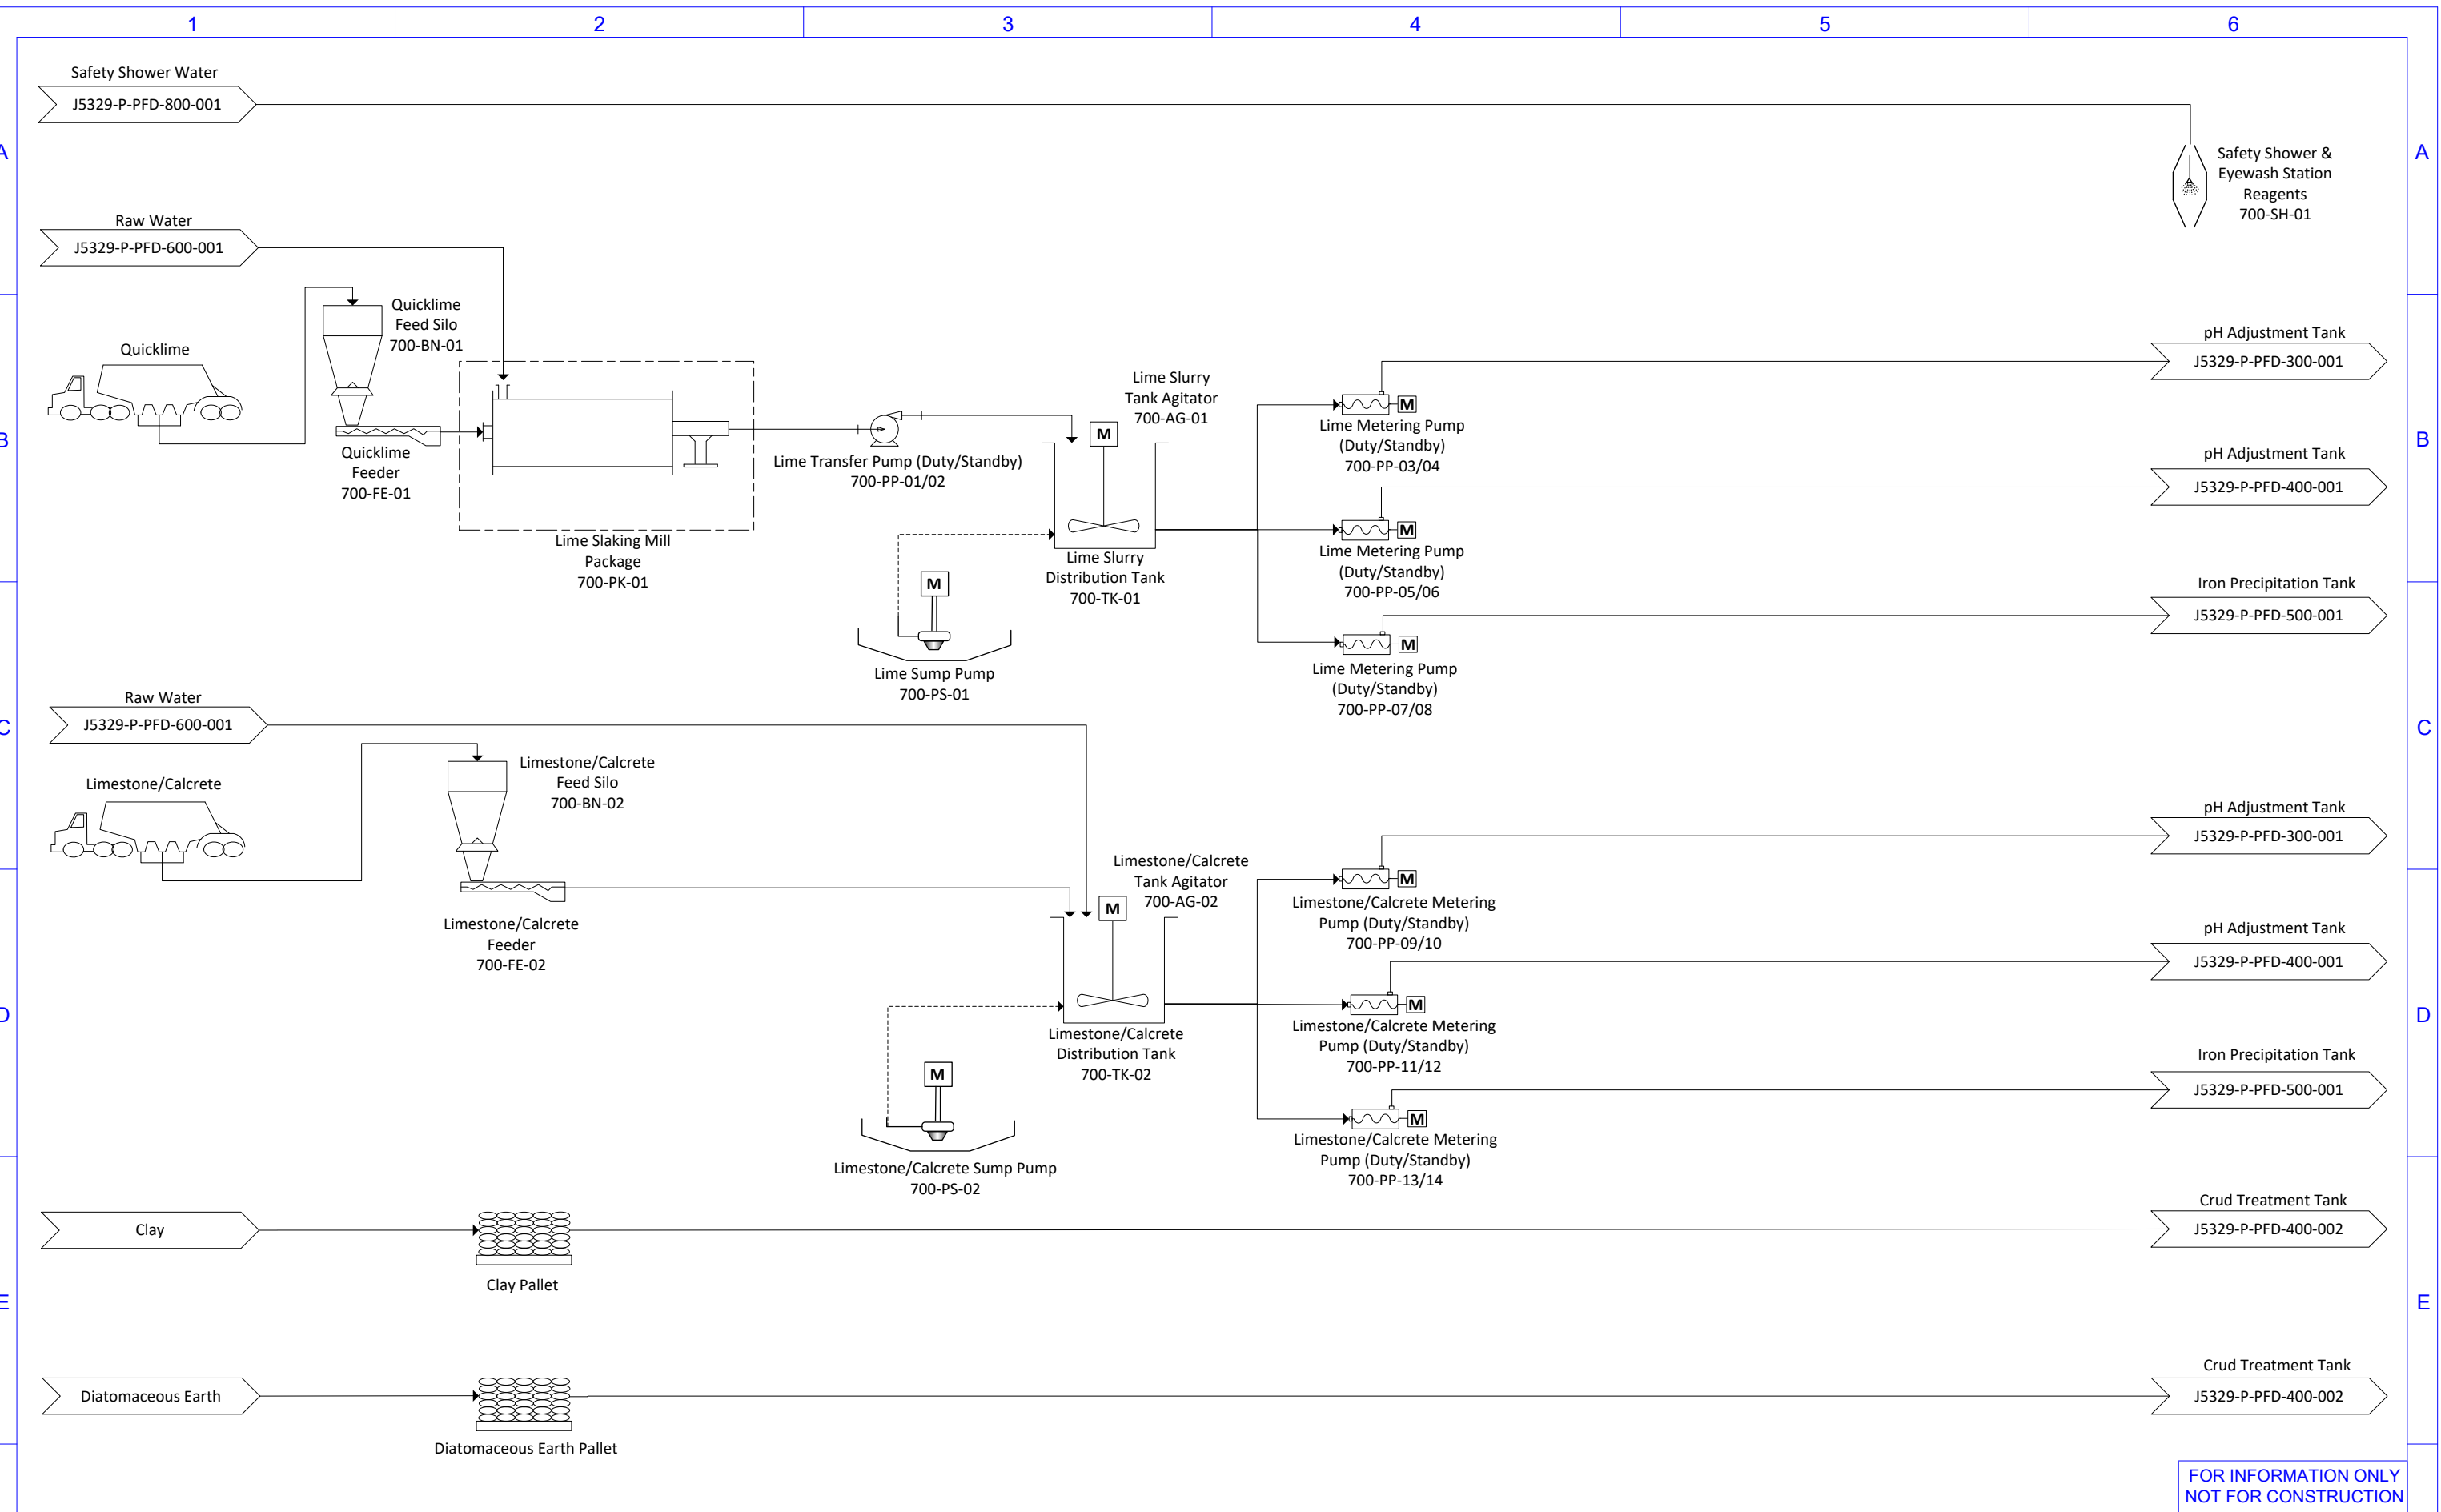 1
2
3
4
5
6
Safety Shower Water
J5329-P-PFD-800-001
A
A
Safety Shower &
Eyewash Station
Reagents
700-SH-01
Raw Water
J5329-P-PFD-600-001
Quicklime
Feed Silo
700-BN-01
Quicklime
Quicklime
Feeder
700-FE-01
Lime Slaking Mill
Package
700-PK-01
Lime Transfer Pump (Duty/Standby)
700-PP-01/02
Lime Slurry
Tank Agitator
700-AG-01
M
Lime Slurry
Distribution Tank
700-TK-01
M
Lime Sump Pump
700-PS-01
M
Lime Metering Pump
(Duty/Standby)
700-PP-03/04
M
Lime Metering Pump
(Duty/Standby)
700-PP-05/06
M
Lime Metering Pump
(Duty/Standby)
700-PP-07/08
pH Adjustment Tank
J5329-P-PFD-300-001
B
B
pH Adjustment Tank
J5329-P-PFD-400-001
Iron Precipitation Tank
J5329-P-PFD-500-001
Raw Water
J5329-P-PFD-600-001
C
C
Limestone/Calcrete
Limestone/Calcrete
Feed Silo
700-BN-02
Limestone/Calcrete
Feeder
700-FE-02
Limestone/Calcrete
Tank Agitator
700-AG-02
M
Limestone/Calcrete
Distribution Tank
700-TK-02
M
Limestone/Calcrete Sump Pump
700-PS-02
M
Limestone/Calcrete Metering
Pump (Duty/Standby)
700-PP-09/10
M
Limestone/Calcrete Metering
Pump (Duty/Standby)
700-PP-11/12
M
Limestone/Calcrete Metering
Pump (Duty/Standby)
700-PP-13/14
pH Adjustment Tank
J5329-P-PFD-300-001
pH Adjustment Tank
J5329-P-PFD-400-001
D
D
Iron Precipitation Tank
J5329-P-PFD-500-001
Clay
Clay Pallet
Crud Treatment Tank
J5329-P-PFD-400-002
E
E
Diatomaceous Earth
Diatomaceous Earth Pallet
Crud Treatment Tank
J5329-P-PFD-400-002
FOR INFORMATION ONLY
NOT FOR CONSTRUCTION